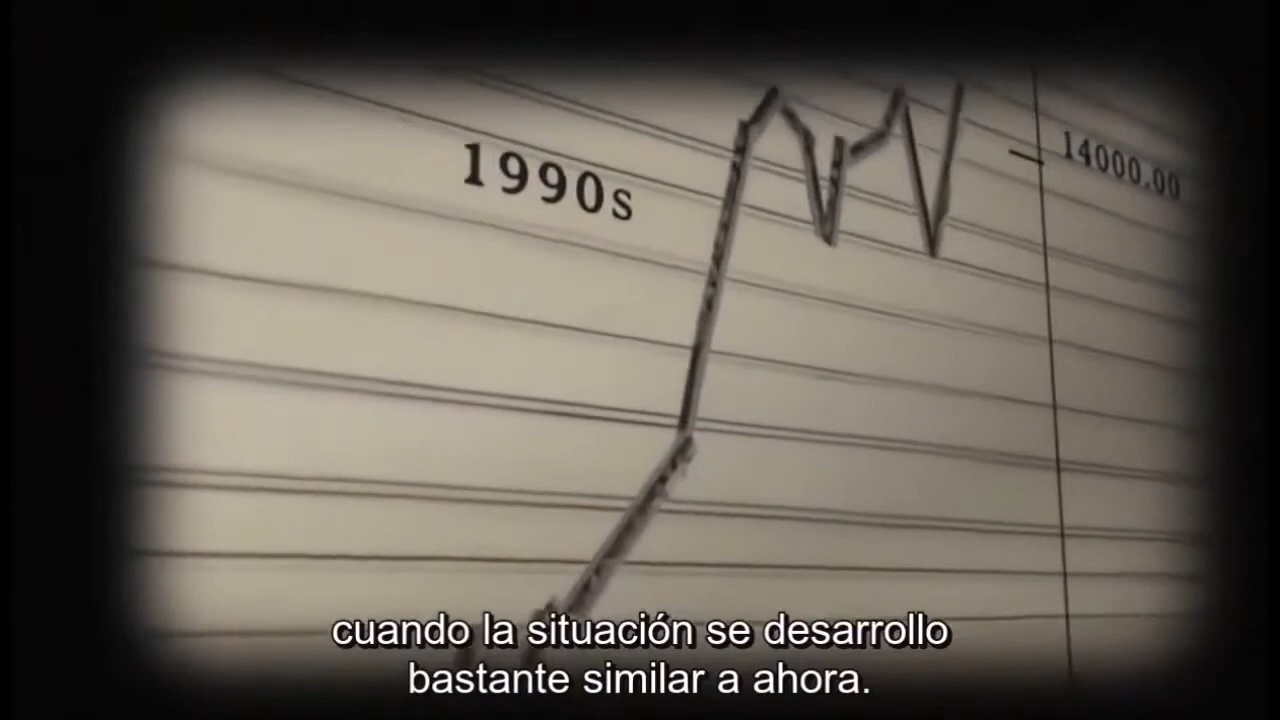 1990s
14000.00
cuando la situación se desarrollo
bastante similar a ahora.